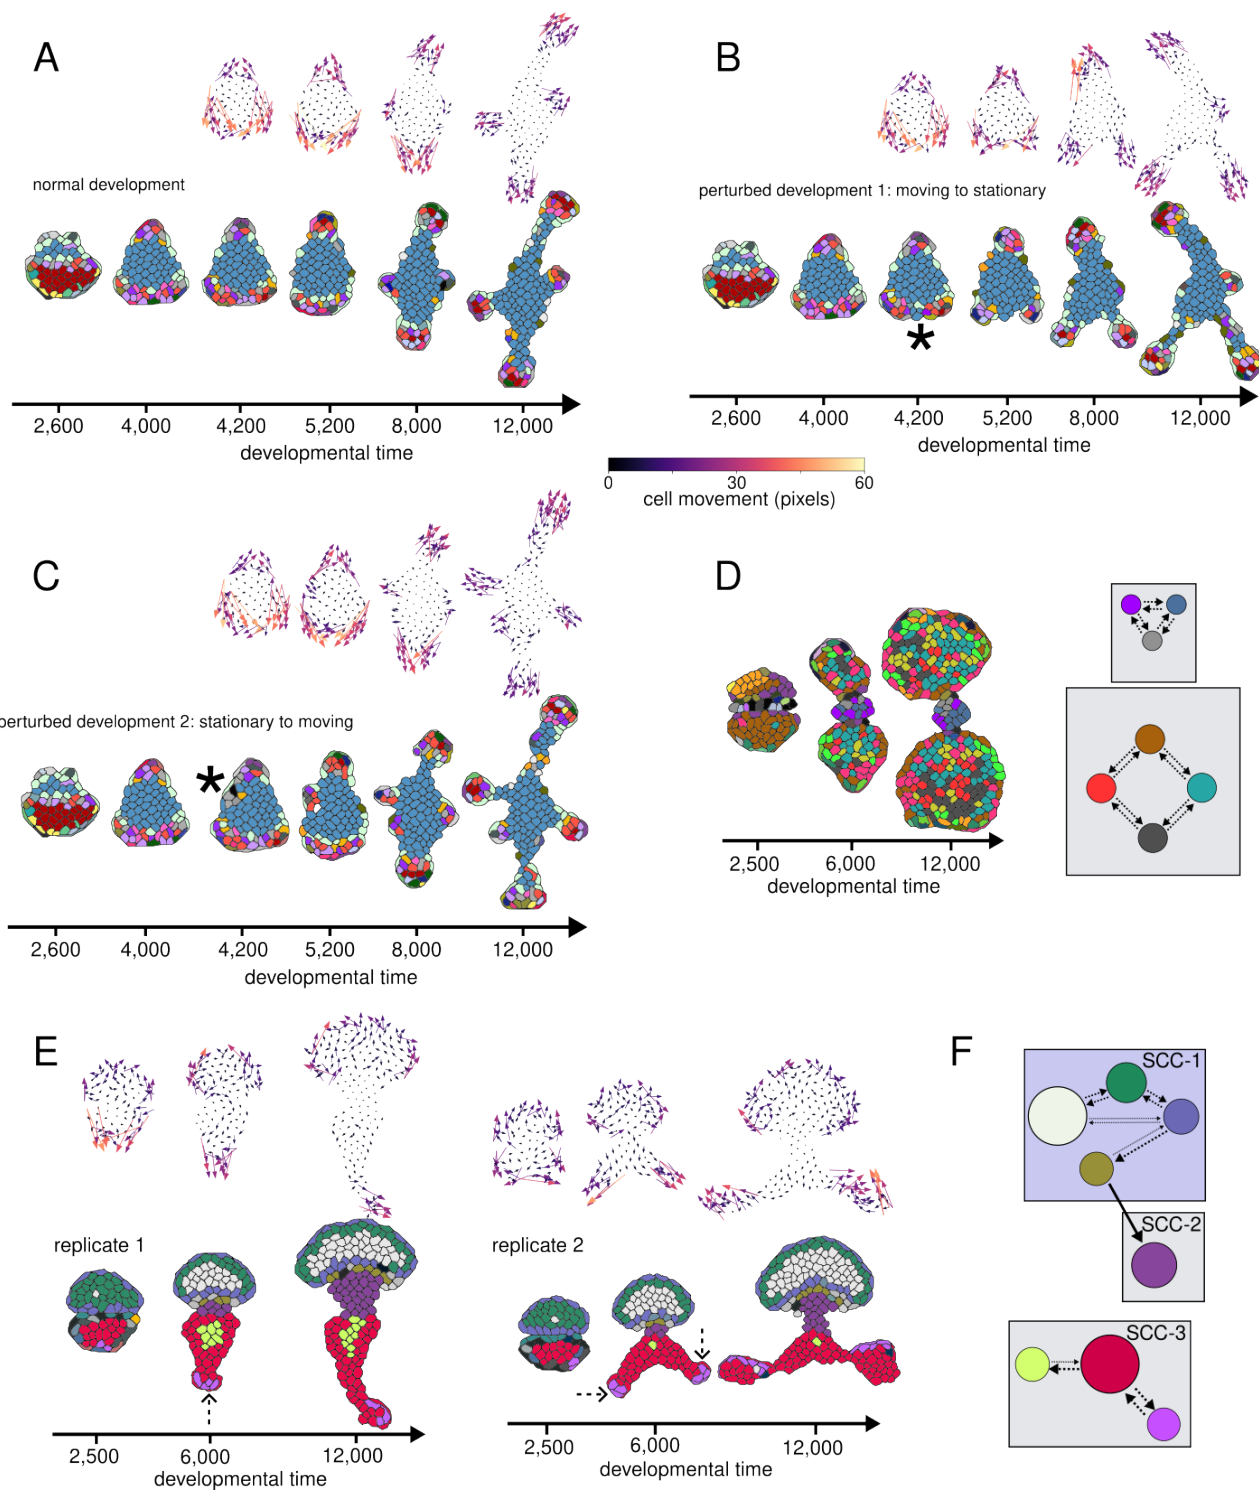 A
normal development
2,600 4,000 4,200 5,200 8,000 12,000
developmental time
B
perturbed development 1: moving to stationary
*
2,600 4,000 4,200 5,200 8,000 12,000
developmental time
0 30 60
cell movement (pixels)
C
perturbed development 2: stationary to moving
*
2,600 4,000 4,200 5,200 8,000 12,000
developmental time
D
2,500 6,000 12,000
developmental time
E
replicate 1
2,500 6,000 12,000
developmental time
replicate 2
2,500 6,000 12,000
developmental time
F
SCC-1
SCC-2
SCC-3